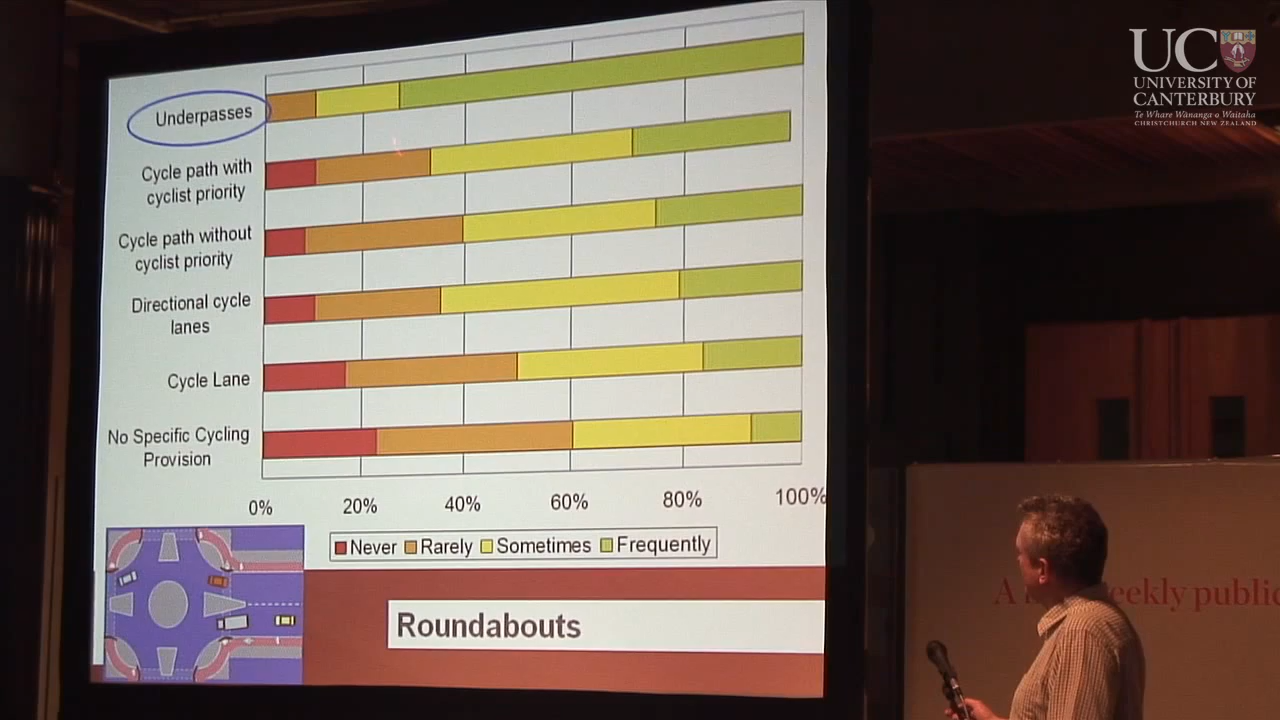 UC
UNIVERSITY OF
CANTERBURY
Te Whare Wānanga o Waitaha
CHRISTCHURCH NEW ZEALAND
Underpasses
Cycle path with
cyclist priority
Cycle path without
cyclist priority
Directional cycle
lanes
Cycle Lane
No Specific Cycling
Provision
0% 20% 40% 60% 80% 100%
Never Rarely Sometimes Frequently
Roundabouts
A eekly public